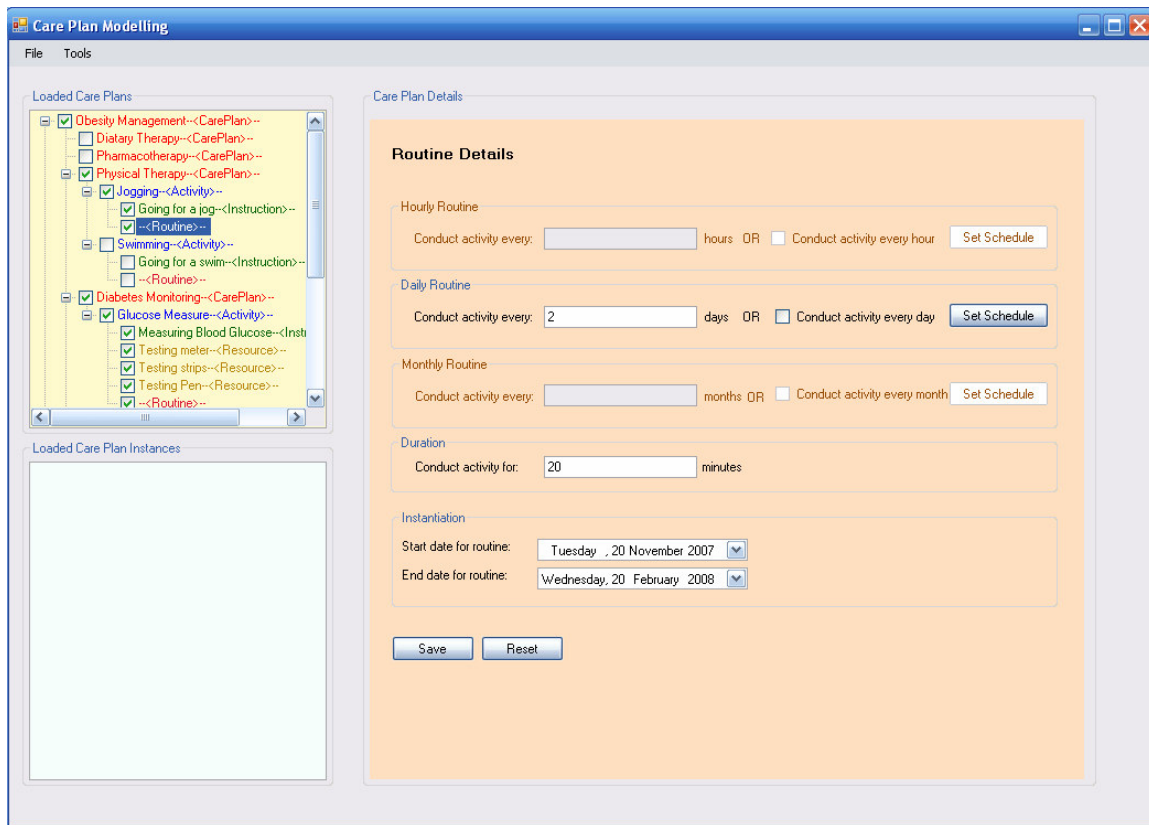 Care Plan Modelling
File Tools
Loaded Care Plans
Obesity Management--<CarePlan>--
Diatary Therapy--<CarePlan>--
Pharmacotherapy--<CarePlan>--
Physical Therapy--<CarePlan>--
Jogging--<Activity>--
Going for a jog--<Instruction>--
--<Routine>--
Swimming--<Activity>--
Going for a swim--<Instruction>--
--<Routine>--
Diabetes Monitoring--<CarePlan>--
Glucose Measure--<Activity>--
Measuring Blood Glucose--<Instr
Testing meter--<Resource>--
Testing strips--<Resource>--
Testing Pen--<Resource>--
--<Routine>--
Loaded Care Plan Instances
Care Plan Details
Routine Details
Hourly Routine
Conduct activity every: hours OR Conduct activity every hour Set Schedule
Daily Routine
Conduct activity every: 2 days OR Conduct activity every day Set Schedule
Monthly Routine
Conduct activity every: months OR Conduct activity every month Set Schedule
Duration
Conduct activity for: 20 minutes
Instantiation
Start date for routine: Tuesday , 20 November 2007
End date for routine: Wednesday, 20 February 2008
Save Reset